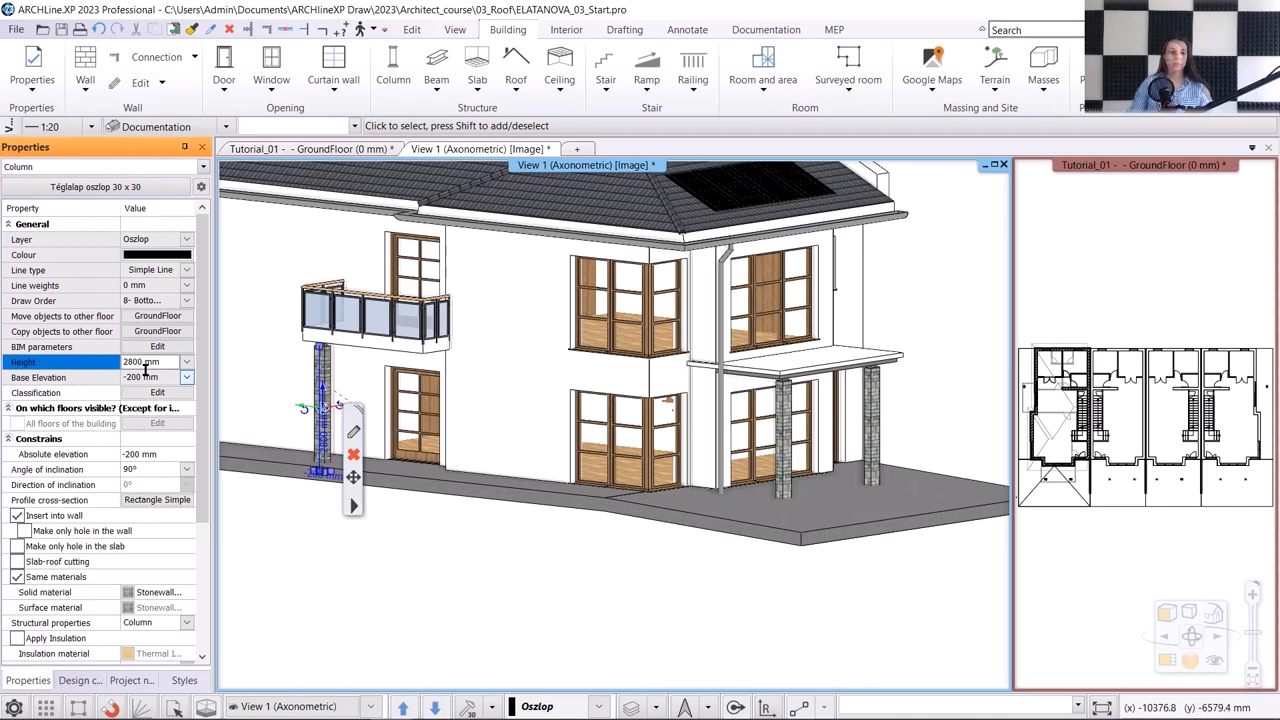 ARCHLine.XP 2023 Professional - C:\Users\Admin\Documents\ARCHLine.XP Draw\2023\Architect_course\03_Roof\ELATANOVA_03_Start.pro
File Edit View Building Interior Drafting Annotate Documentation MEP Search
Properties Wall Connection Edit Door Window Curtain wall Column Beam Slab Roof Ceiling Stair Ramp Railing Room and area Surveyed room Google Maps Terrain Masses
Properties Wall Opening Structure Stair Room Massing and Site
1:20 Documentation Click to select, press Shift to add/deselect
Properties
Tutorial_01 - - GroundFloor (0 mm) * View 1 (Axonometric) [Image] * +
View 1 (Axonometric) [Image] * Tutorial_01 - - GroundFloor (0 mm) *
Column
Téglalap oszlop 30 x 30
Property Value
General
Layer Oszlop
Colour
Line type Simple Line
Line weights 0 mm
Draw Order 8- Botto...
Move objects to other floor GroundFloor
Copy objects to other floor GroundFloor
BIM parameters Edit
Height 2800 mm
Base Elevation -200 mm
Classification Edit
On which floors visible? (Except for i...
All floors of the building Edit
Constrains
Absolute elevation -200 mm
Angle of inclination 90°
Direction of inclination 0°
Profile cross-section Rectangle Simple
Insert into wall
Make only hole in the wall
Make only hole in the slab
Slab-roof cutting
Same materials
Solid material Stonewall...
Surface material Stonewall...
Structural properties Column
Apply Insulation
Insulation material Thermal I...
Properties Design c... Project n... Styles
View 1 (Axonometric) Oszlop (x) -10376.8 (y) -6579.4 mm